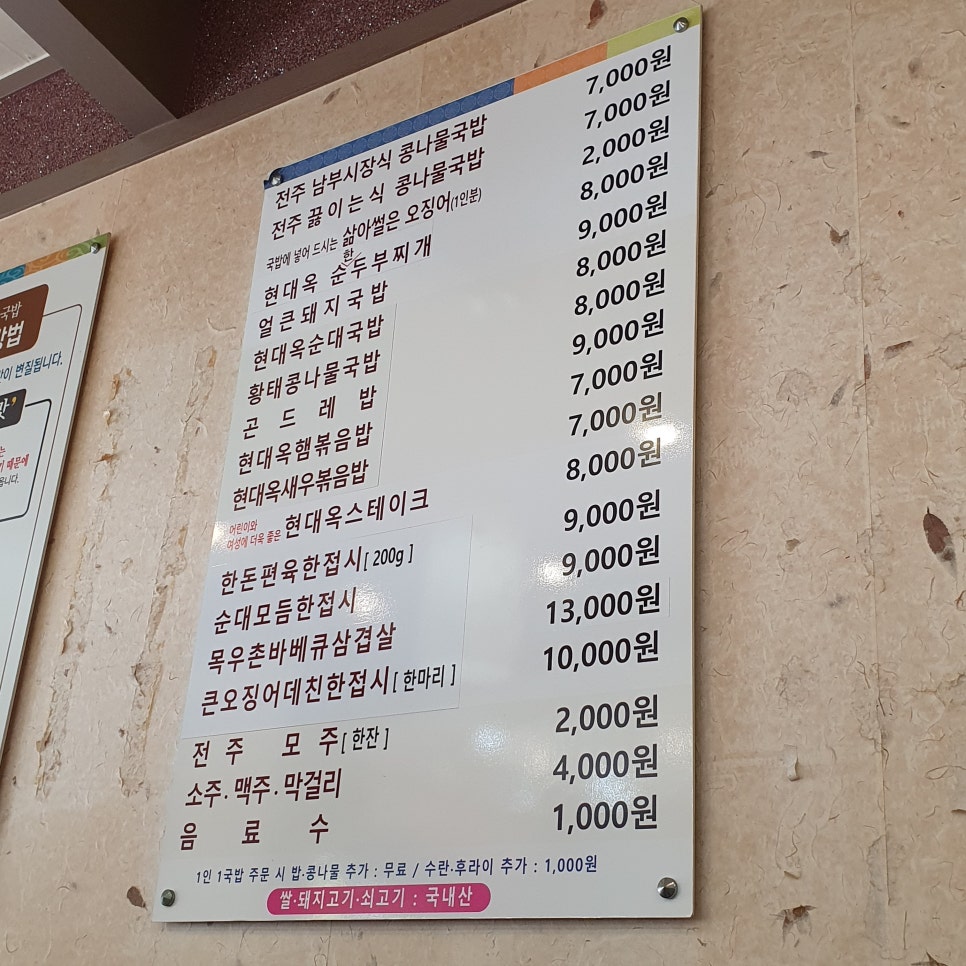 전주 남부시장식 콩나물국밥 7,000원
전주 끓이는식 콩나물국밥 7,000원
국밥에 넣어 드시는 삶아썰은 오징어(1인분) 2,000원
한
현대옥 순두부찌개 8,000원
얼큰돼지국밥 9,000원
현대옥순대국밥 8,000원
황태콩나물국밥 8,000원
곤드레밥 9,000원
현대옥햄볶음밥 7,000원
현대옥새우볶음밥 7,000원
어린이와
여성에 더욱 좋은 현대옥스테이크 8,000원
한돈편육한접시[ 200g ] 9,000원
순대모듬한접시 9,000원
목우촌바베큐삼겹살 13,000원
큰오징어데친한접시[ 한마리 ] 10,000원
전주 모주[ 한잔 ] 2,000원
소주·맥주·막걸리 4,000원
음료수 1,000원
1인 1국밥 주문 시 밥·콩나물 추가 : 무료 / 수란·후라이 추가 : 1,000원
쌀·돼지고기·쇠고기 : 국내산
국밥
변질됩니다.
맛'
때문에